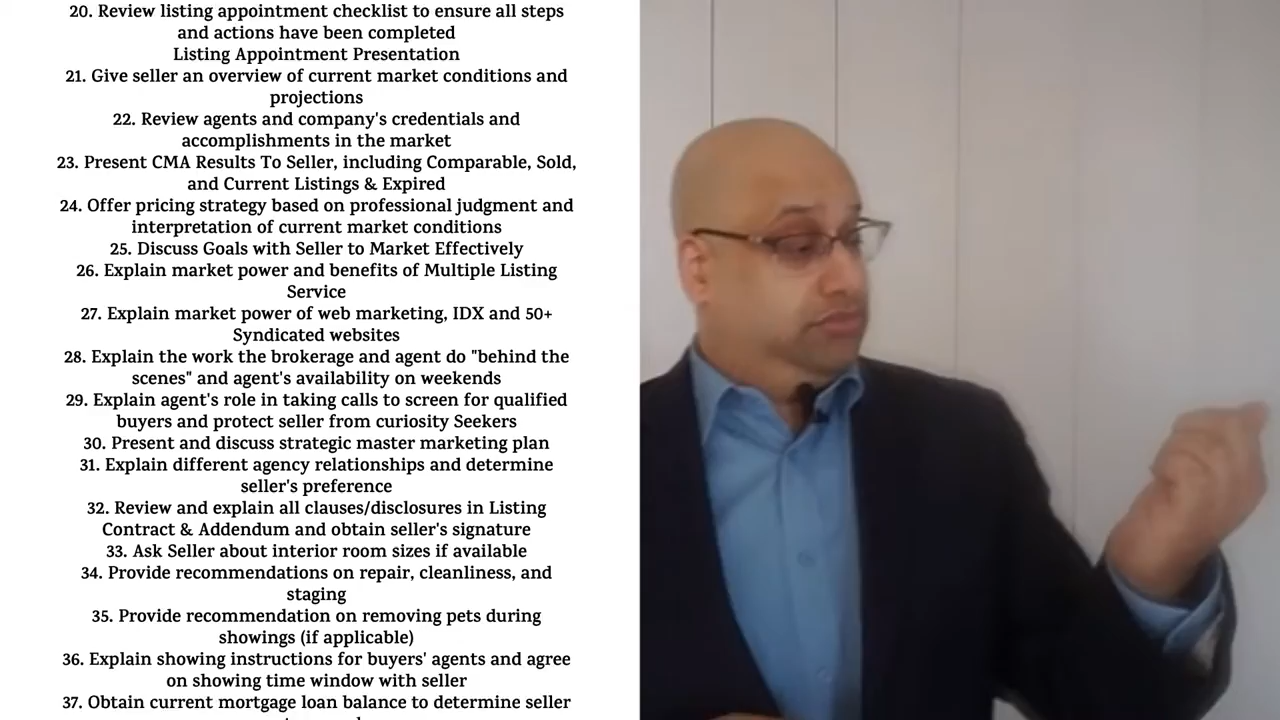 20. Review listing appointment checklist to ensure all steps
and actions have been completed
Listing Appointment Presentation
21. Give seller an overview of current market conditions and
projections
22. Review agents and company's credentials and
accomplishments in the market
23. Present CMA Results To Seller, including Comparable, Sold,
and Current Listings & Expired
24. Offer pricing strategy based on professional judgment and
interpretation of current market conditions
25. Discuss Goals with Seller to Market Effectively
26. Explain market power and benefits of Multiple Listing
Service
27. Explain market power of web marketing, IDX and 50+
Syndicated websites
28. Explain the work the brokerage and agent do "behind the
scenes" and agent's availability on weekends
29. Explain agent's role in taking calls to screen for qualified
buyers and protect seller from curiosity Seekers
30. Present and discuss strategic master marketing plan
31. Explain different agency relationships and determine
seller's preference
32. Review and explain all clauses/disclosures in Listing
Contract & Addendum and obtain seller's signature
33. Ask Seller about interior room sizes if available
34. Provide recommendations on repair, cleanliness, and
staging
35. Provide recommendation on removing pets during
showings (if applicable)
36. Explain showing instructions for buyers' agents and agree
on showing time window with seller
37. Obtain current mortgage loan balance to determine seller